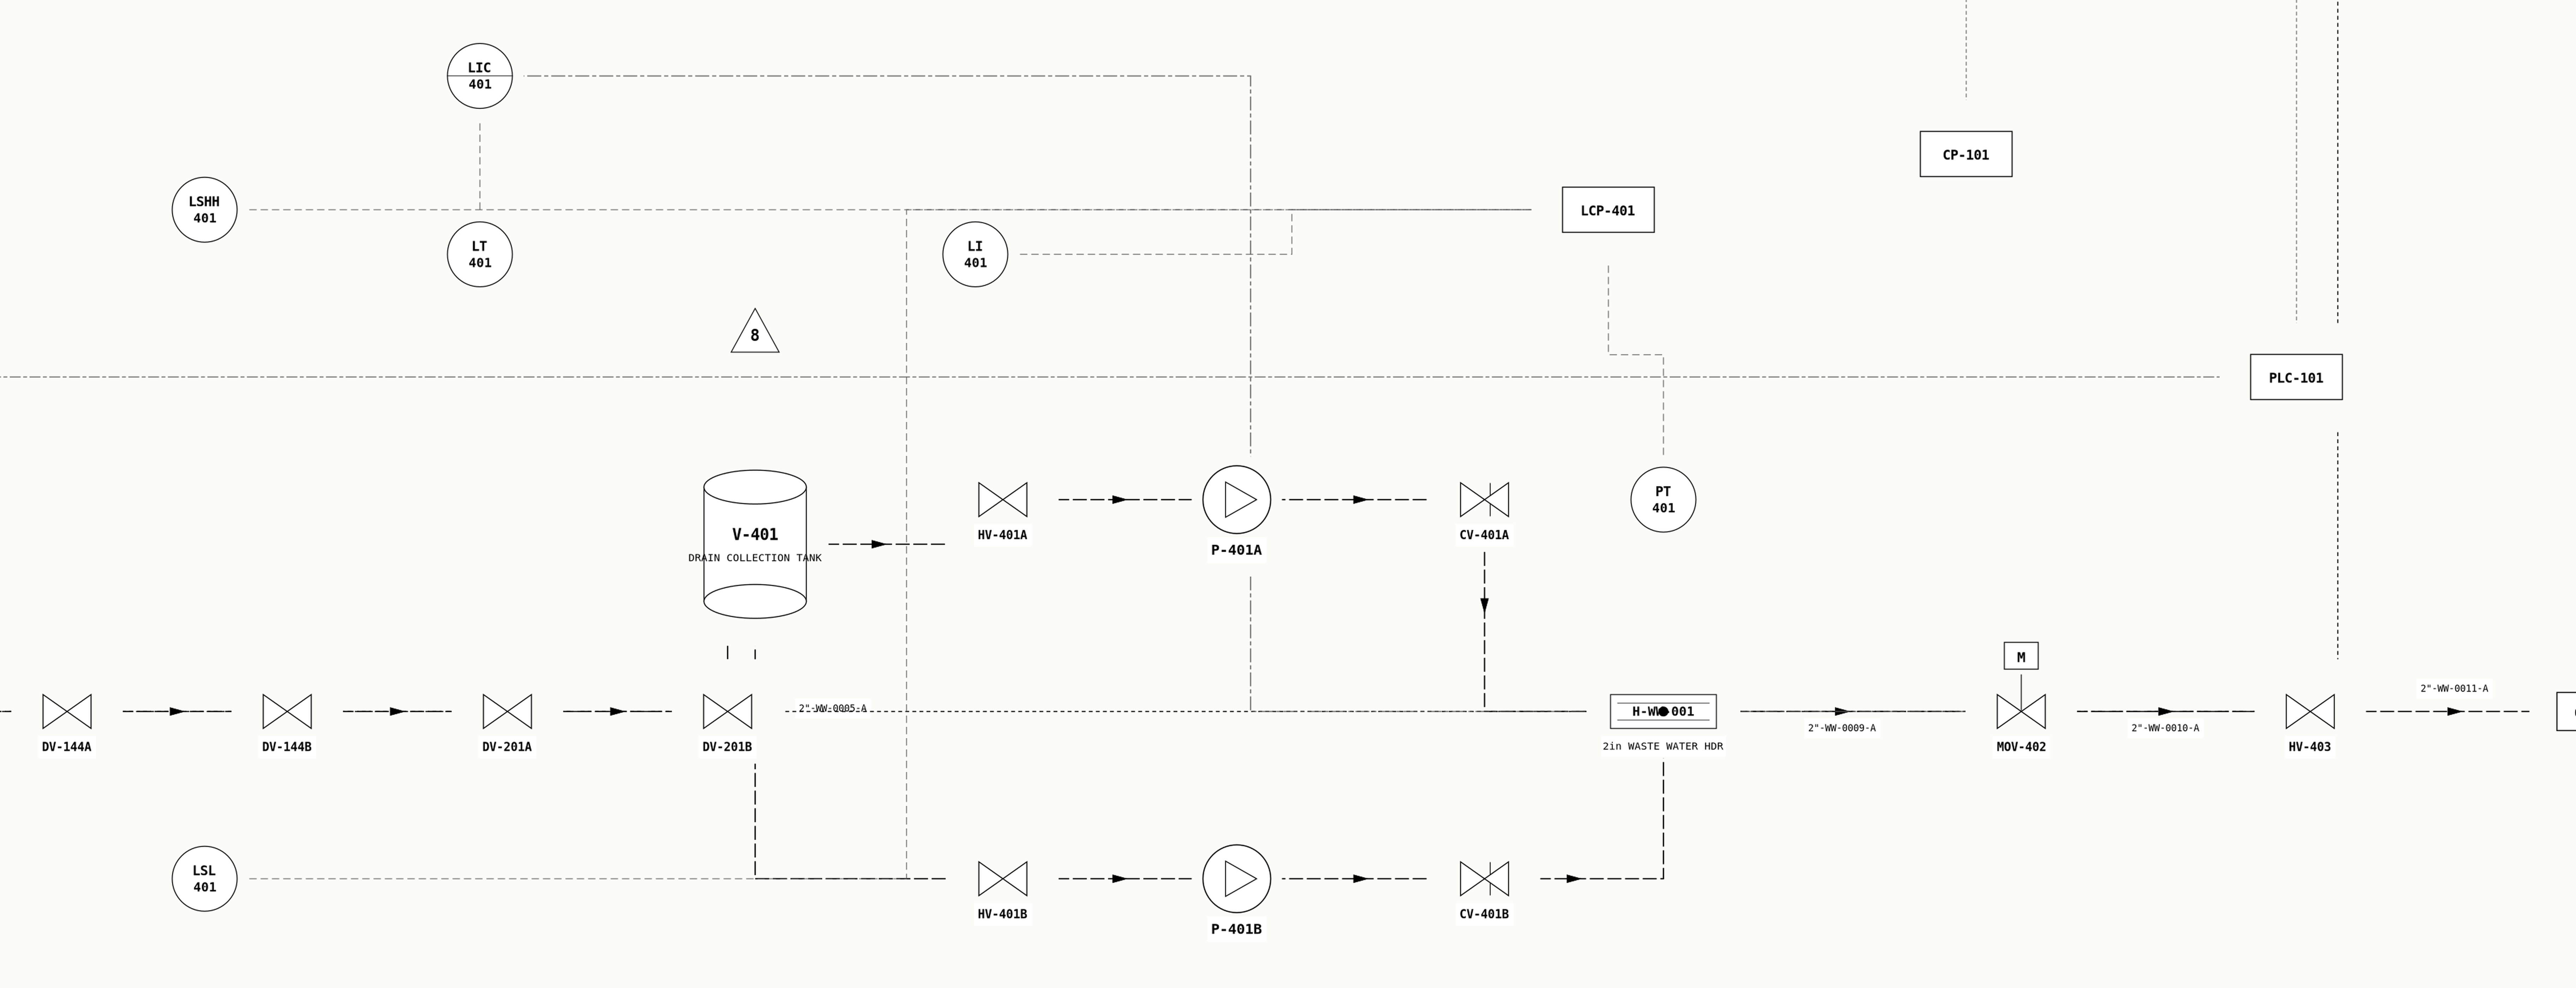 LIC
401
CP-101
LSHH
401
LCP-401
LT
401
LI
401
8
PLC-101
PT
401
V-401
DRAIN COLLECTION TANK
HV-401A
P-401A
CV-401A
M
2"-WW-0011-A
2"-WW-0005-A
2"-WW-0009-A
2"-WW-0010-A
DV-144A
DV-144B
DV-201A
DV-201B
2in WASTE WATER HDR
MOV-402
HV-403
LSL
401
HV-401B
P-401B
CV-401B